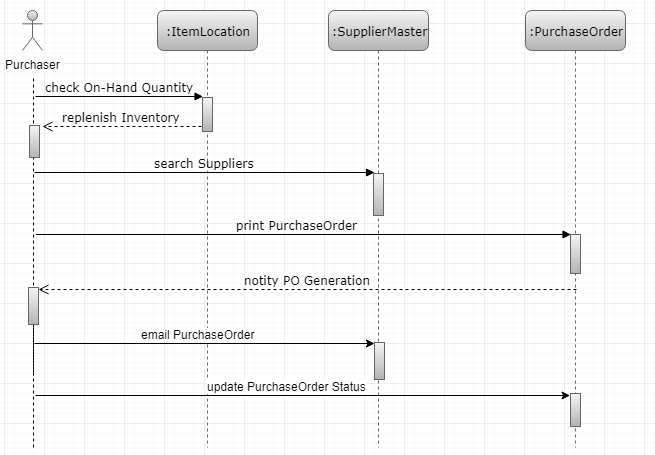 :ItemLocation
:SupplierMaster
:PurchaseOrder
Purchaser
check On-Hand Quantity
replenish Inventory
search Suppliers
print PurchaseOrder
notity PO Generation
email PurchaseOrder
update PurchaseOrder Status